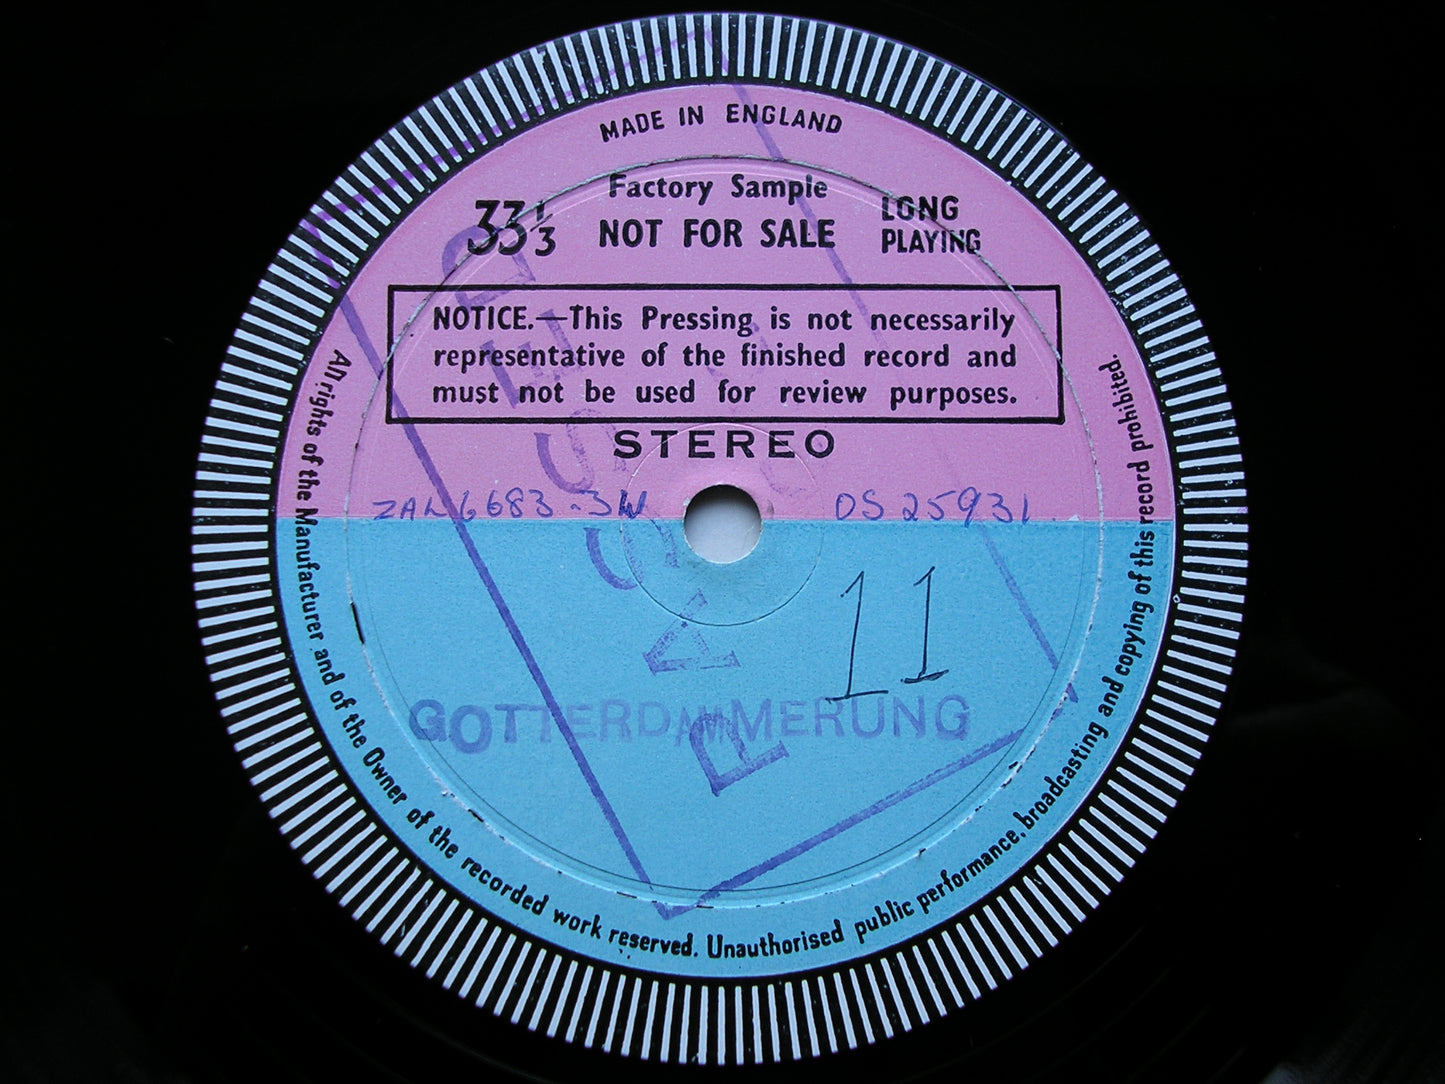 MADE IN ENGLAND
Factory Sample
33⅓ NOT FOR SALE LONG PLAYING
NOTICE.—This Pressing is not necessarily
representative of the finished record and
must not be used for review purposes.
STEREO
ZAL 6683-3W OS 25931
11
GOTTERDAMMERUNG
PASSED
All rights of the Manufacturer and of the Owner of the recorded work reserved. Unauthorised public performance, broadcasting and copying of this record prohibited.